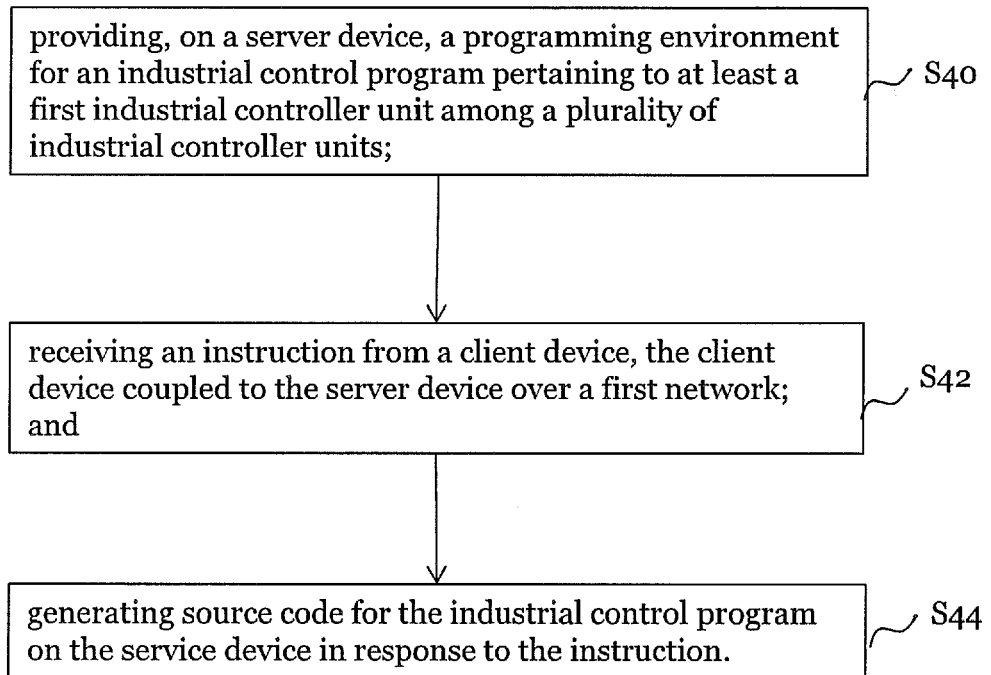 providing, on a server device, a programming environment
for an industrial control program pertaining to at least a
first industrial controller unit among a plurality of
industrial controller units;
S40
receiving an instruction from a client device, the client
device coupled to the server device over a first network;
and
S42
generating source code for the industrial control program
on the service device in response to the instruction.
S44